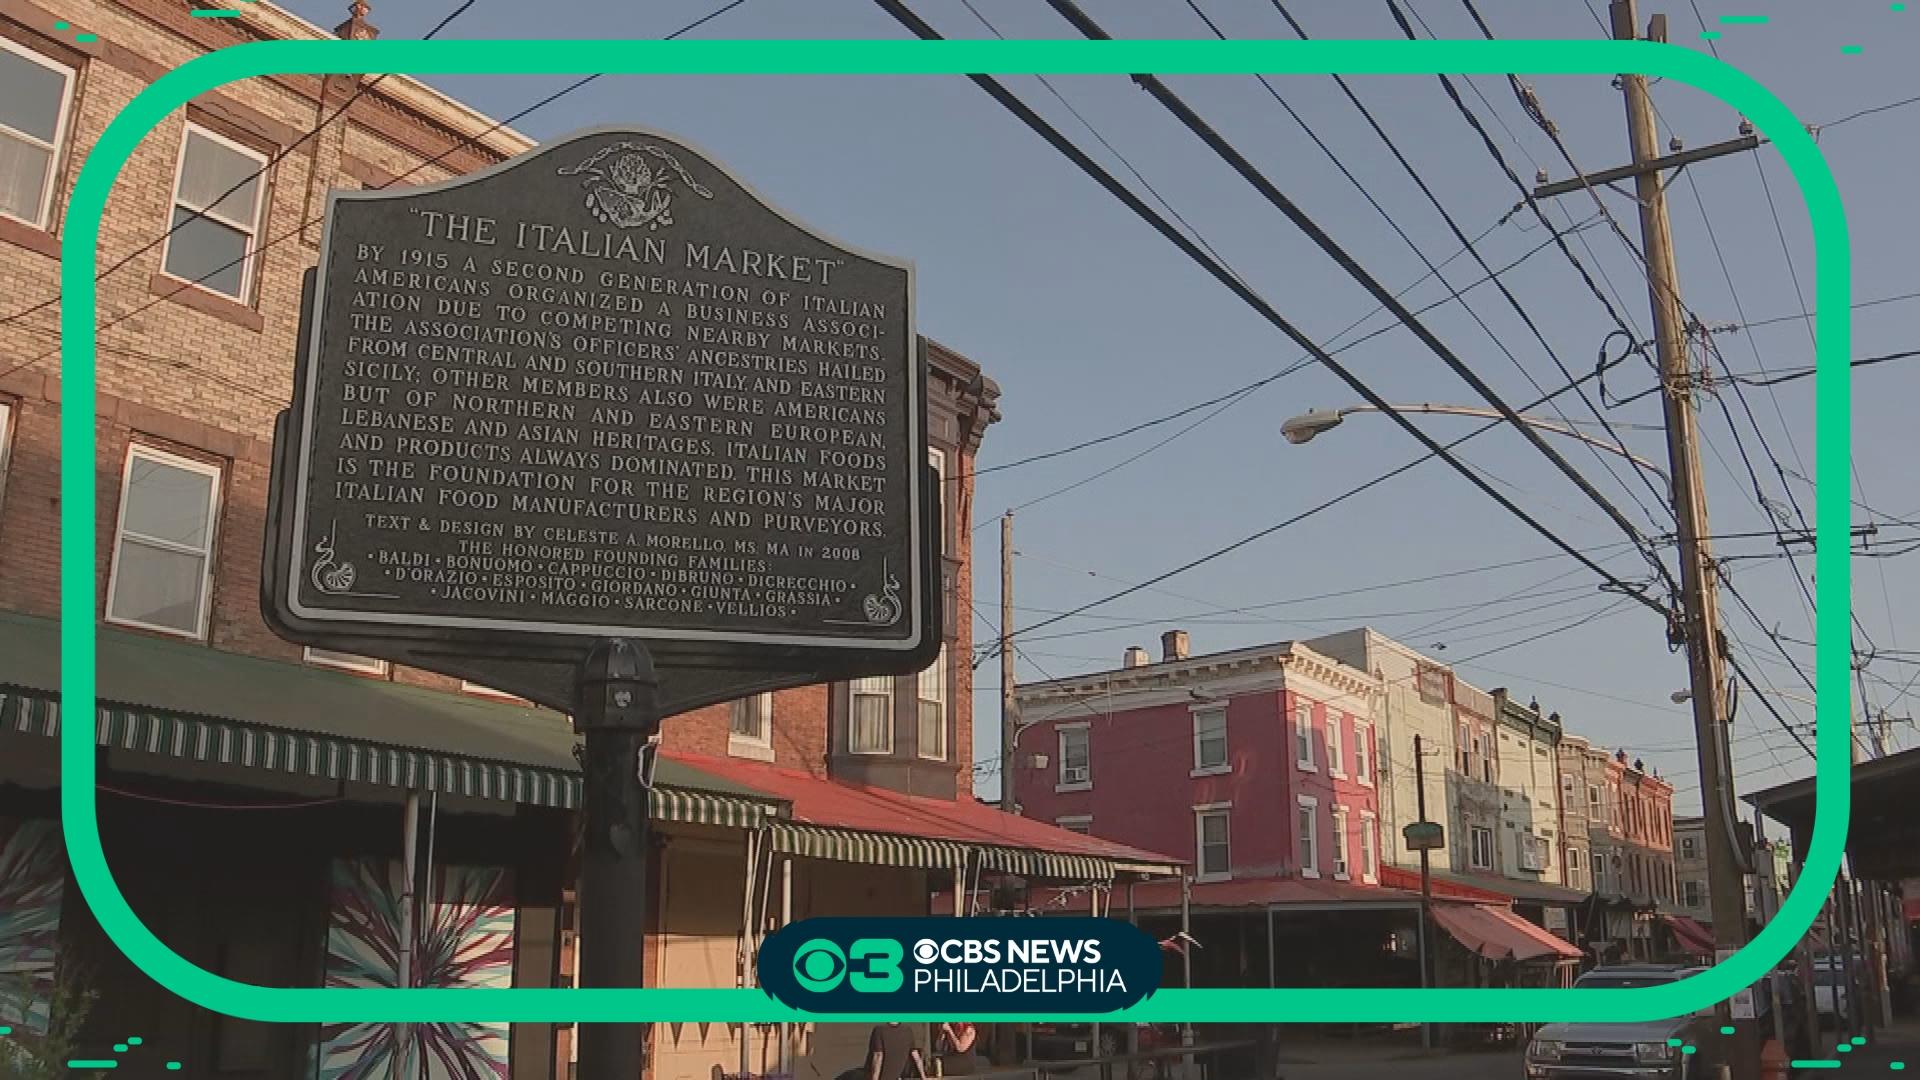 "THE ITALIAN MARKET"
BY 1915 A SECOND GENERATION OF ITALIAN
AMERICANS ORGANIZED A BUSINESS ASSOCI-
ATION DUE TO COMPETING NEARBY MARKETS.
THE ASSOCIATION'S OFFICERS' ANCESTRIES HAILED
FROM CENTRAL AND SOUTHERN ITALY, AND EASTERN
SICILY; OTHER MEMBERS ALSO WERE AMERICANS
BUT OF NORTHERN AND EASTERN EUROPEAN,
LEBANESE AND ASIAN HERITAGES. ITALIAN FOODS
AND PRODUCTS ALWAYS DOMINATED. THIS MARKET
IS THE FOUNDATION FOR THE REGION'S MAJOR
ITALIAN FOOD MANUFACTURERS AND PURVEYORS.
TEXT & DESIGN BY CELESTE A. MORELLO, MS, MA IN 2008
THE HONORED FOUNDING FAMILIES:
• BALDI • BONUOMO • CAPPUCCIO • DIBRUNO • DICRECCHIO •
• D'ORAZIO • ESPOSITO • GIORDANO • GIUNTA • GRASSIA •
• JACOVINI • MAGGIO • SARCONE • VELLIOS •
3 CBS NEWS
PHILADELPHIA